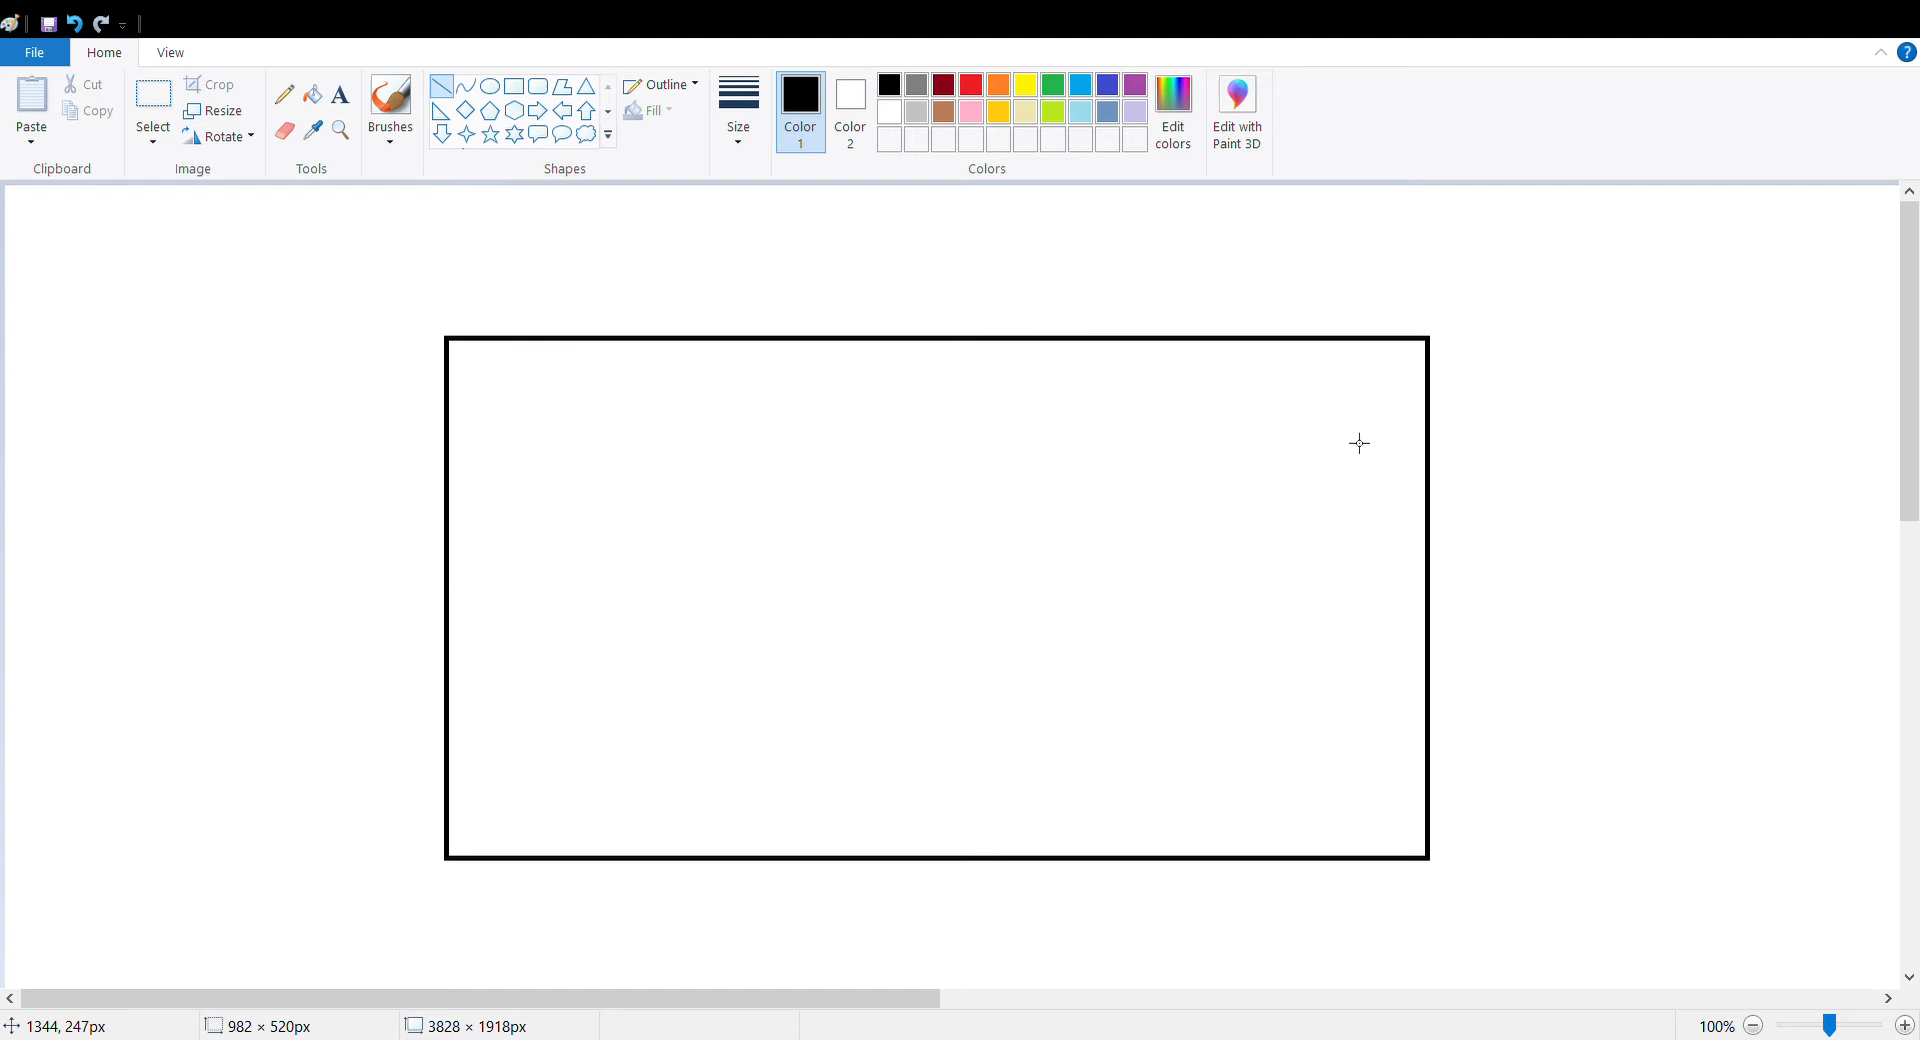 File Home View ?
Paste Cut Copy
Select Crop Resize Rotate
A
Brushes
Outline Fill
Size
Color 1 Color 2
Edit colors Edit with Paint 3D
Clipboard Image Tools Shapes Colors
1344, 247px 982 × 520px 3828 × 1918px 100%